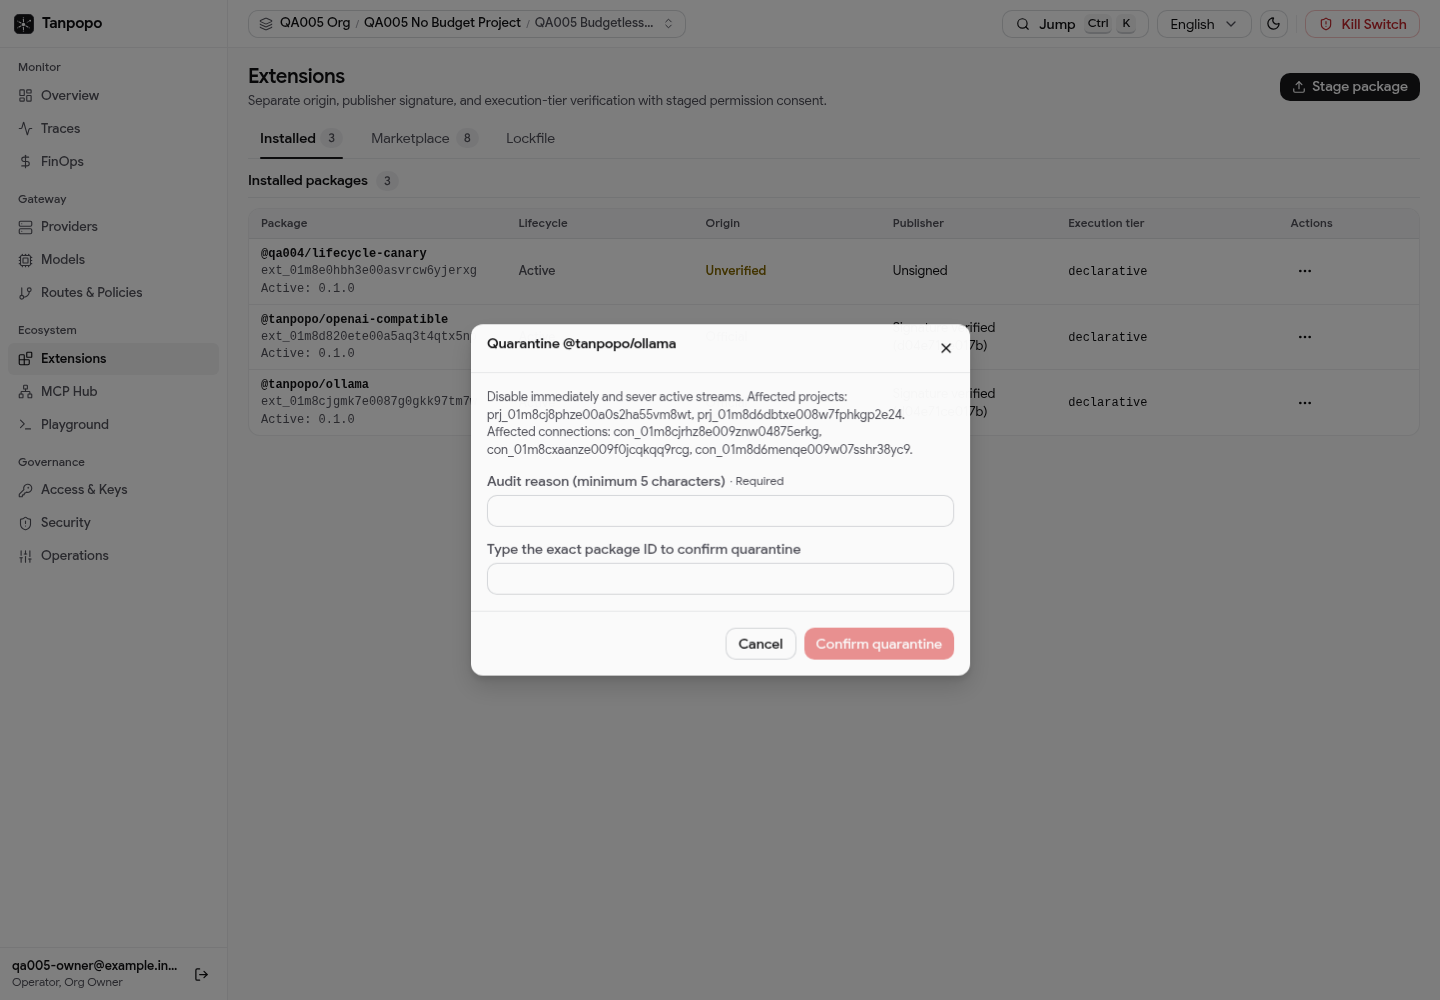 Tanpopo
QA005 Org / QA005 No Budget Project / QA005 Budgetless...
Jump Ctrl K
English
Kill Switch
Monitor
Overview
Traces
FinOps
Gateway
Providers
Models
Routes & Policies
Ecosystem
Extensions
MCP Hub
Playground
Governance
Access & Keys
Security
Operations
qa005-owner@example.in...
Operator, Org Owner
Extensions
Separate origin, publisher signature, and execution-tier verification with staged permission consent.
Stage package
Installed 3 Marketplace 8 Lockfile
Installed packages 3
Package Lifecycle Origin Publisher Execution tier Actions
@qa004/lifecycle-canary
ext_01m8e0hbh3e00asvrcw6yjerxg Active Unverified Unsigned declarative
Active: 0.1.0
@tanpopo/openai-compatible
ext_01m8d820ete00a5aq3t4qtx5n declarative
Active: 0.1.0
@tanpopo/ollama
ext_01m8cjgmk7e0087g0gkk97tm7 declarative
Active: 0.1.0
Quarantine @tanpopo/ollama
Disable immediately and sever active streams. Affected projects:
prj_01m8cj8phze00a0s2ha55vm8wt, prj_01m8d6dbtxe008w7fphkgp2e24.
Affected connections: con_01m8cjrhz8e009znw04875erkg,
con_01m8cxaanze009f0jcqkqq9rcg, con_01m8d6menqe009w07sshr38yc9.
Audit reason (minimum 5 characters) · Required
Type the exact package ID to confirm quarantine
Cancel
Confirm quarantine